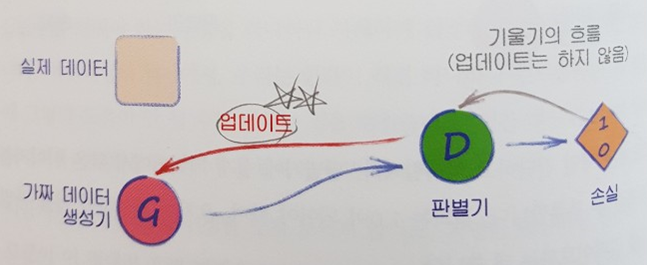 기울기의 흐름
(업데이트는 하지 않음)
실제 데이터
업데이트
D
1
0
가짜 데이터
생성기
G
판별기
손실